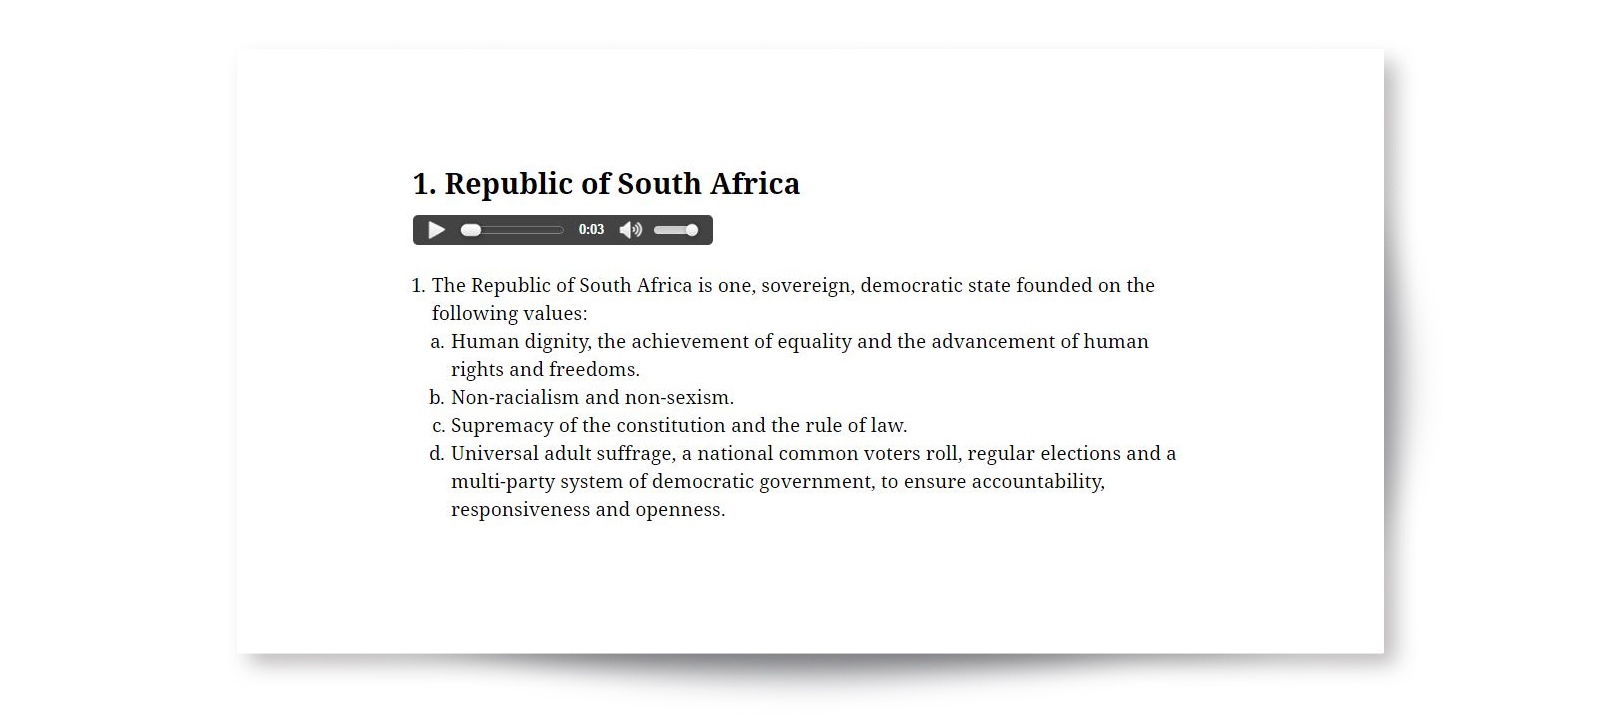 1. Republic of South Africa
0:03
1. The Republic of South Africa is one, sovereign, democratic state founded on the
following values:
a. Human dignity, the achievement of equality and the advancement of human
rights and freedoms.
b. Non-racialism and non-sexism.
c. Supremacy of the constitution and the rule of law.
d. Universal adult suffrage, a national common voters roll, regular elections and a
multi-party system of democratic government, to ensure accountability,
responsiveness and openness.